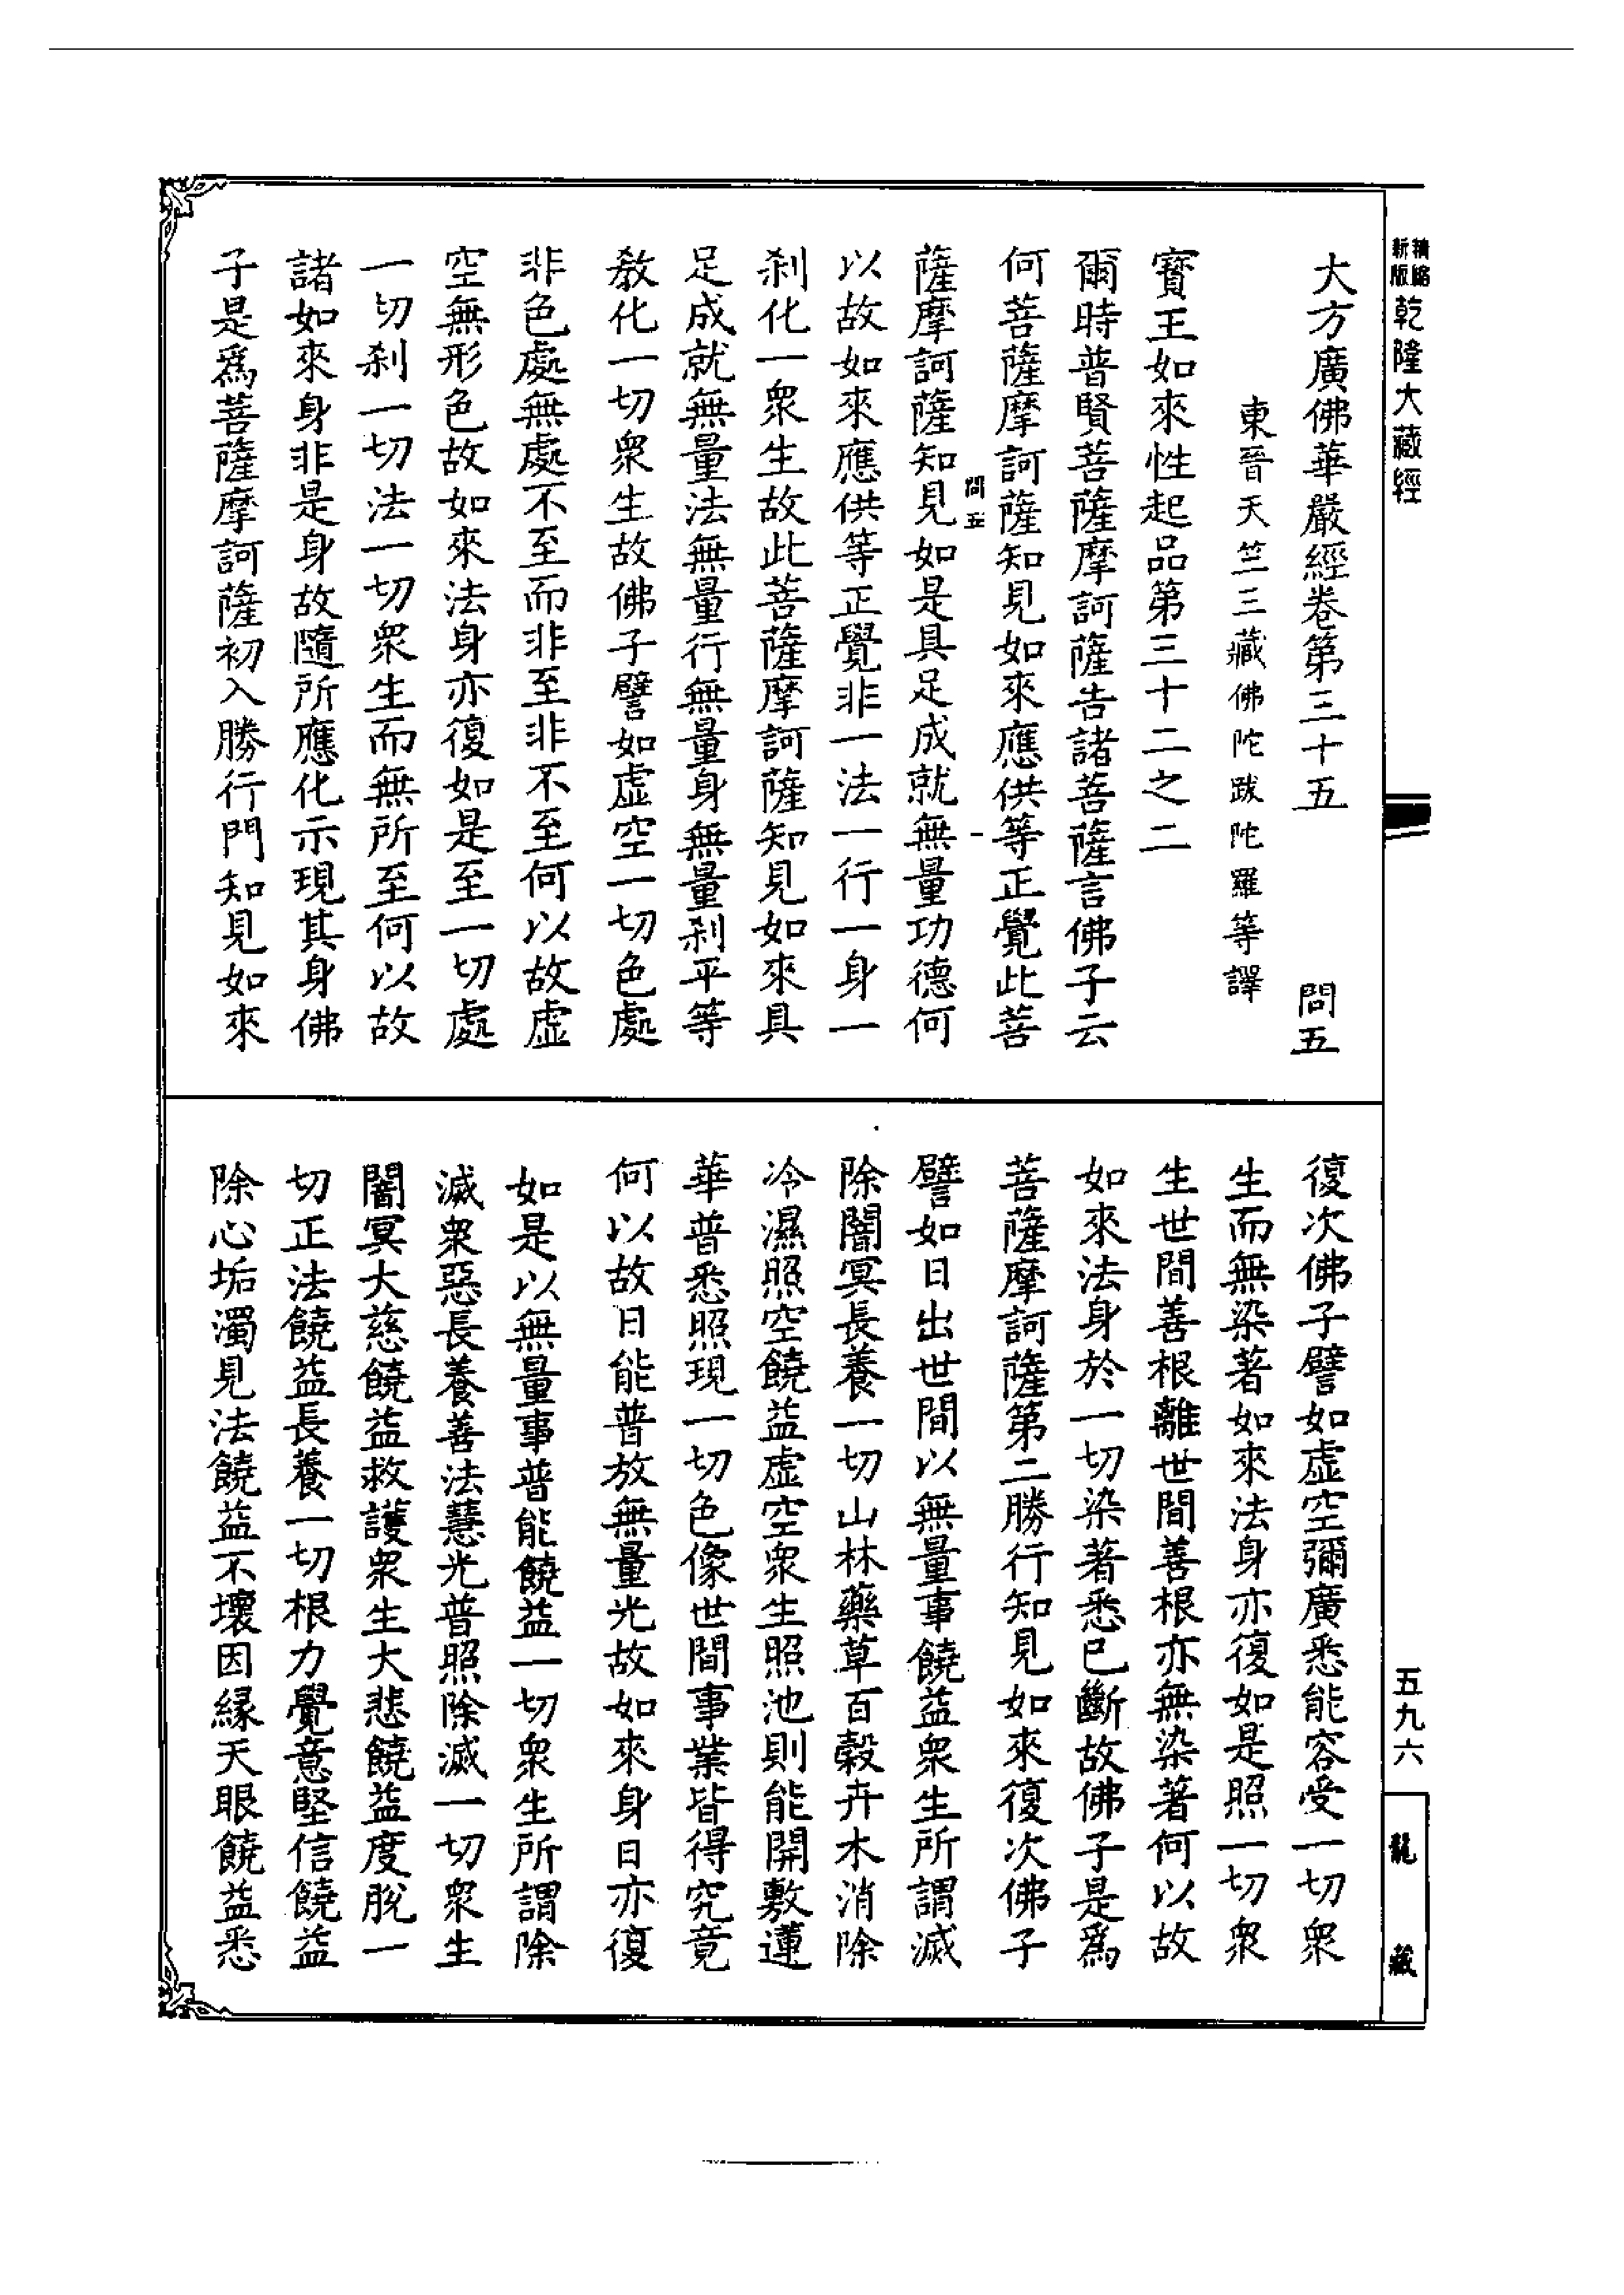 精縮
新版
乾隆大藏經
大方廣佛華嚴經卷第三十五 問五
東晉天竺三藏佛陀跋陀羅等譯
寶王如來性起品第三十二之二
爾時普賢菩薩摩訶薩告諸菩薩言佛子云
何菩薩摩訶薩知見如來應供等正覺此菩
問五 一
薩摩訶薩知見如是具足成就無量功德何
以故如來應供等正覺非一法一行一身一
刹化一衆生故此菩薩摩訶薩知見如來具
足成就無量法無量行無量身無量刹平等
教化一切衆生故佛子譬如虛空一切色處
非色處無處不至而非至非不至何以故虛
空無形色故如來法身亦復如是至一切處
一切刹一切法一切衆生而無所至何以故
諸如來身非是身故隨所應化示現其身佛
子是爲菩薩摩訶薩初入勝行門知見如來
復次佛子譬如虛空彌廣悉能容受一切衆
生而無染著如來法身亦復如是照一切衆
生世間善根離世間善根亦無染著何以故
如來法身於一切染著悉已斷故佛子是爲
菩薩摩訶薩第二勝行知見如來復次佛子
譬如日出世間以無量事饒益衆生所謂滅
除闇冥長養一切山林藥草百穀卉木消除
冷濕照空饒益虛空衆生照池則能開敷蓮
華普悉照現一切色像世間事業皆得究竟
何以故日能普放無量光故如來身日亦復
如是以無量事普能饒益一切衆生所謂除
滅衆惡長養善法慧光普照除滅一切衆生
闇冥大慈饒益救護衆生大悲饒益度脫一
切正法饒益長養一切根力覺意堅信饒益
除心垢濁見法饒益不壞因緣天眼饒益悉
五九六
龍藏